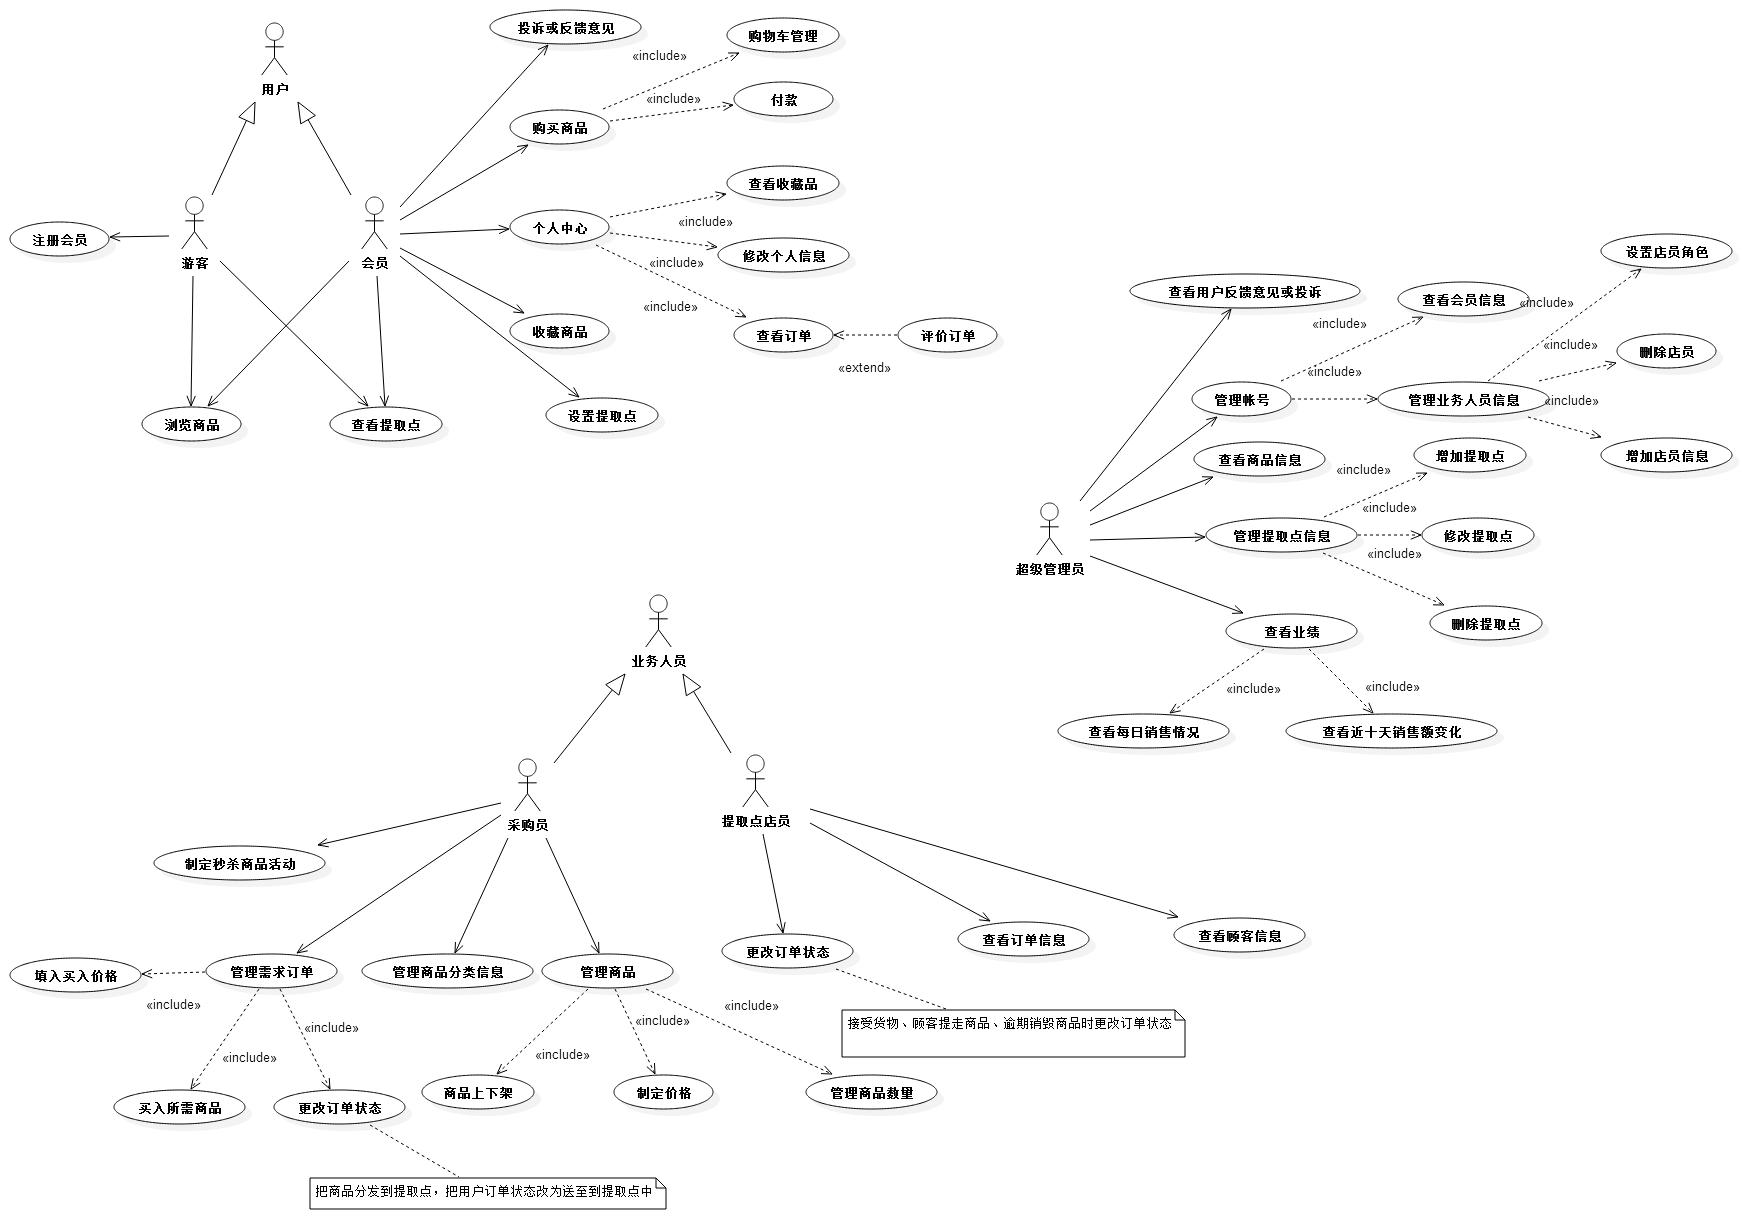 用户
游客
会员
注册会员
浏览商品
查看提取点
投诉或反馈意见
购买商品
«include»
购物车管理
«include»
付款
个人中心
查看收藏品
«include»
修改个人信息
«include»
«include»
查看订单
评价订单
«extend»
收藏商品
设置提取点
超级管理员
查看用户反馈意见或投诉
管理帐号
«include»
查看会员信息
«include»
管理业务人员信息
«include»
设置店员角色
«include»
删除店员
«include»
增加店员信息
查看商品信息
管理提取点信息
«include»
增加提取点
«include»
修改提取点
«include»
删除提取点
查看业绩
«include»
«include»
查看每日销售情况
查看近十天销售额变化
业务人员
采购员
提取点店员
制定秒杀商品活动
管理需求订单
填入买入价格
«include»
«include»
«include»
买入所需商品
更改订单状态
把商品分发到提取点，把用户订单状态改为送至到提取点中
管理商品分类信息
管理商品
«include»
«include»
«include»
商品上下架
制定价格
管理商品数量
更改订单状态
接受货物、顾客提走商品、逾期销毁商品时更改订单状态
查看订单信息
查看顾客信息